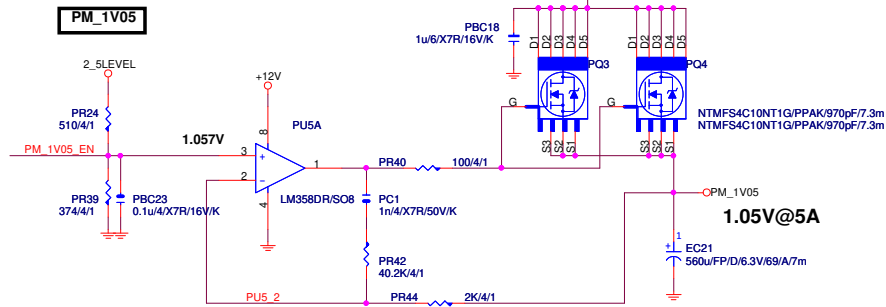 PM_1V05
2_5LEVEL
PR24
510/4/1
PM_1V05_EN
PR39
374/4/1
PBC23
0.1u/4/X7R/16V/K
1.057V
+12V
8
PU5A
3
+
2
-
1
4
LM358DR/SO8
PR40
100/4/1
PC1
1n/4/X7R/50V/K
PR42
40.2K/4/1
PU5_2
PR44
2K/4/1
PBC18
1u/6/X7R/16V/K
D1
D2
D3
D4
D5
PQ3
G
S3
S2
S1
D1
D2
D3
D4
D5
PQ4
G
S3
S2
S1
NTMFS4C10NT1G/PPAK/970pF/7.3m
NTMFS4C10NT1G/PPAK/970pF/7.3m
PM_1V05
1.05V@5A
1
+
EC21
560u/FP/D/6.3V/69/A/7m